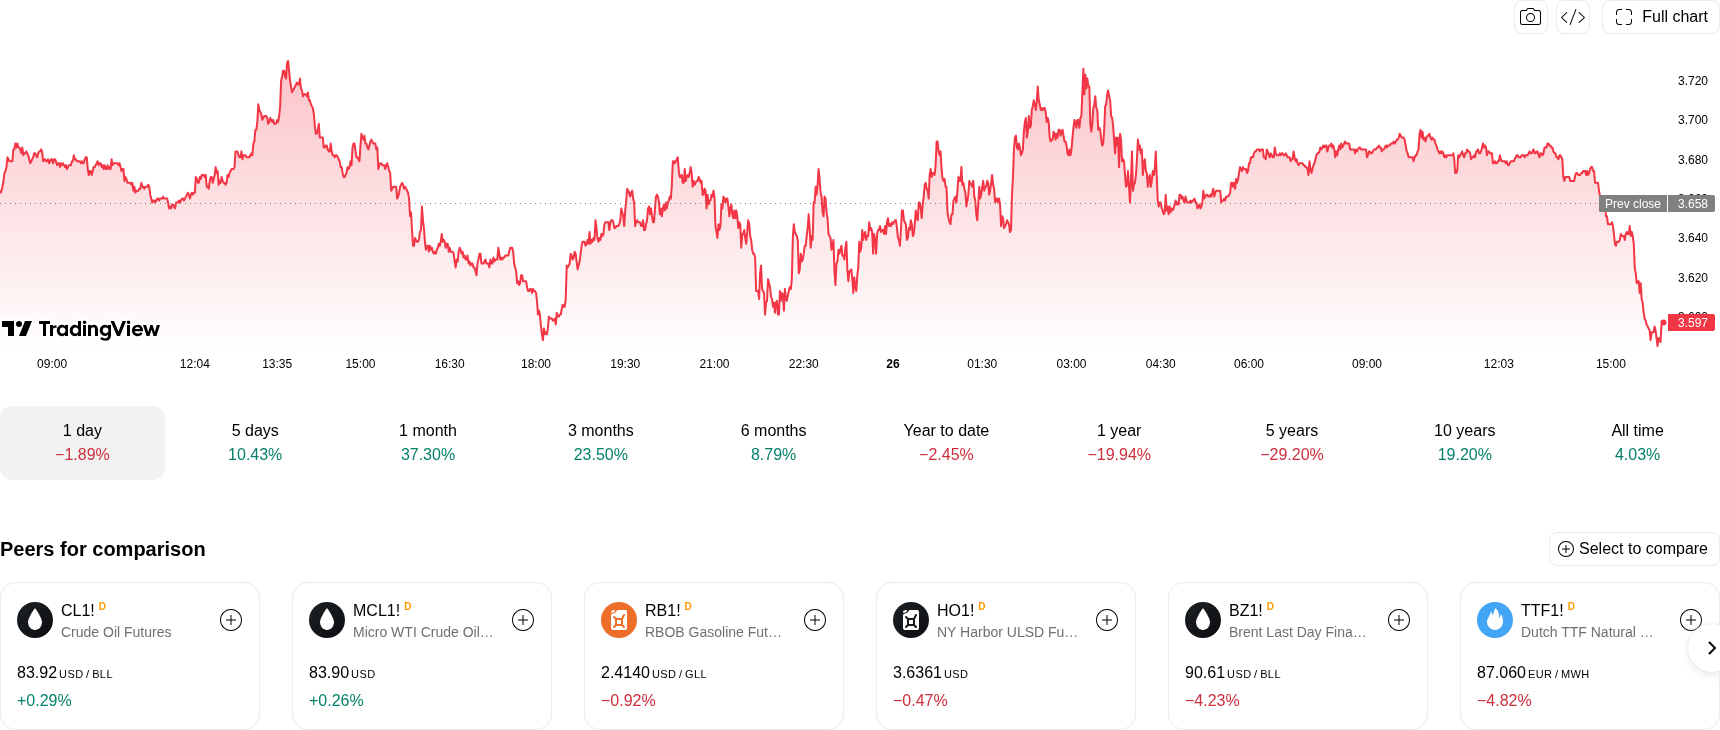 Full chart
3.720
3.700
3.680
Prev close 3.658
3.640
3.620
3.597
TradingView
09:00 12:04 13:35 15:00 16:30 18:00 19:30 21:00 22:30 26 01:30 03:00 04:30 06:00 09:00 12:03 15:00
1 day 5 days 1 month 3 months 6 months Year to date 1 year 5 years 10 years All time
−1.89% 10.43% 37.30% 23.50% 8.79% −2.45% −19.94% −29.20% 19.20% 4.03%
Peers for comparison
Select to compare
CL1! D
Crude Oil Futures
83.92 USD / BLL
+0.29%
MCL1! D
Micro WTI Crude Oil…
83.90 USD
+0.26%
RB1! D
RBOB Gasoline Fut…
2.4140 USD / GLL
−0.92%
HO1! D
NY Harbor ULSD Fu…
3.6361 USD
−0.47%
BZ1! D
Brent Last Day Fina…
90.61 USD / BLL
−4.23%
TTF1! D
Dutch TTF Natural …
87.060 EUR / MWH
−4.82%